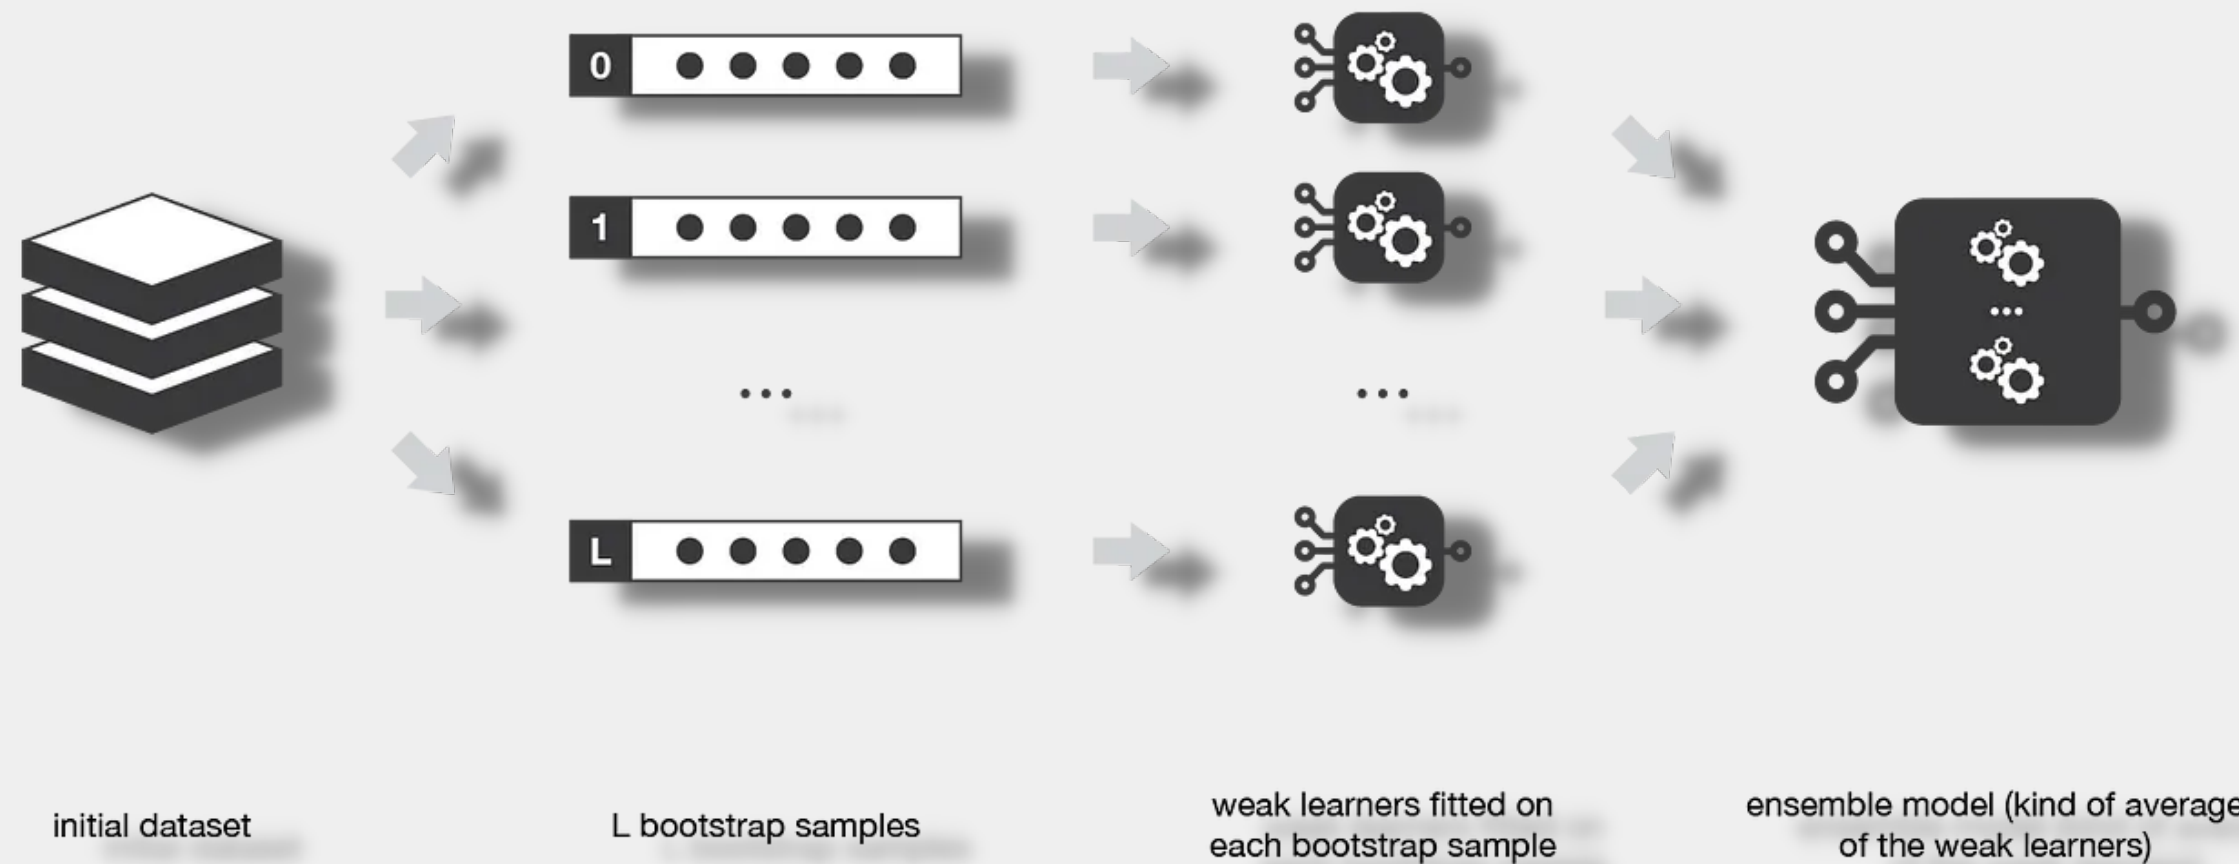 0
1
...
...
...
L
initial dataset
L bootstrap samples
weak learners fitted on
each bootstrap sample
ensemble model (kind of average
of the weak learners)